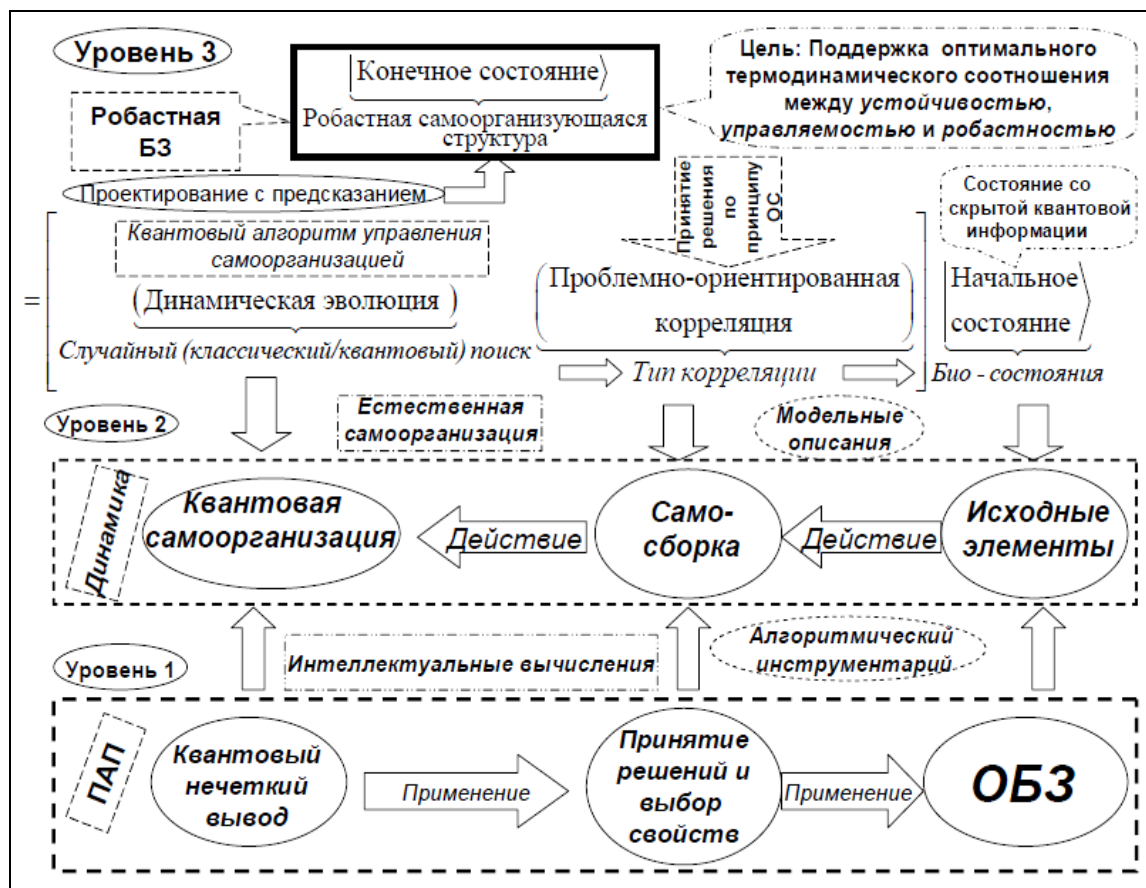 Уровень 3
Робастная
БЗ
|Конечное состояние⟩
Робастная самоорганизующаяся
структура
Цель: Поддержка оптимального
термодинамического соотношения
между устойчивостью,
управляемостью и робастностью
Проектирование с предсказанием
Принятие
решения
по
принципу
ОС
Состояние со
скрытой квантовой
информации
=
Квантовый алгоритм управления
самоорганизацией
(Динамическая эволюция)
Случайный (классический/квантовый) поиск
(Проблемно-ориентированная
корреляция)
Тип корреляции
|Начальное
состояние⟩
Био - состояния
Уровень 2
Естественная
самоорганизация
Модельные
описания
Динамика
Квантовая
самоорганизация
Действие
Само-
сборка
Действие
Исходные
элементы
Уровень 1
Интеллектуальные вычисления
Алгоритмический
инструментарий
ПАП
Квантовый
нечеткий
вывод
Применение
Принятие
решений и
выбор
свойств
Применение
ОБЗ